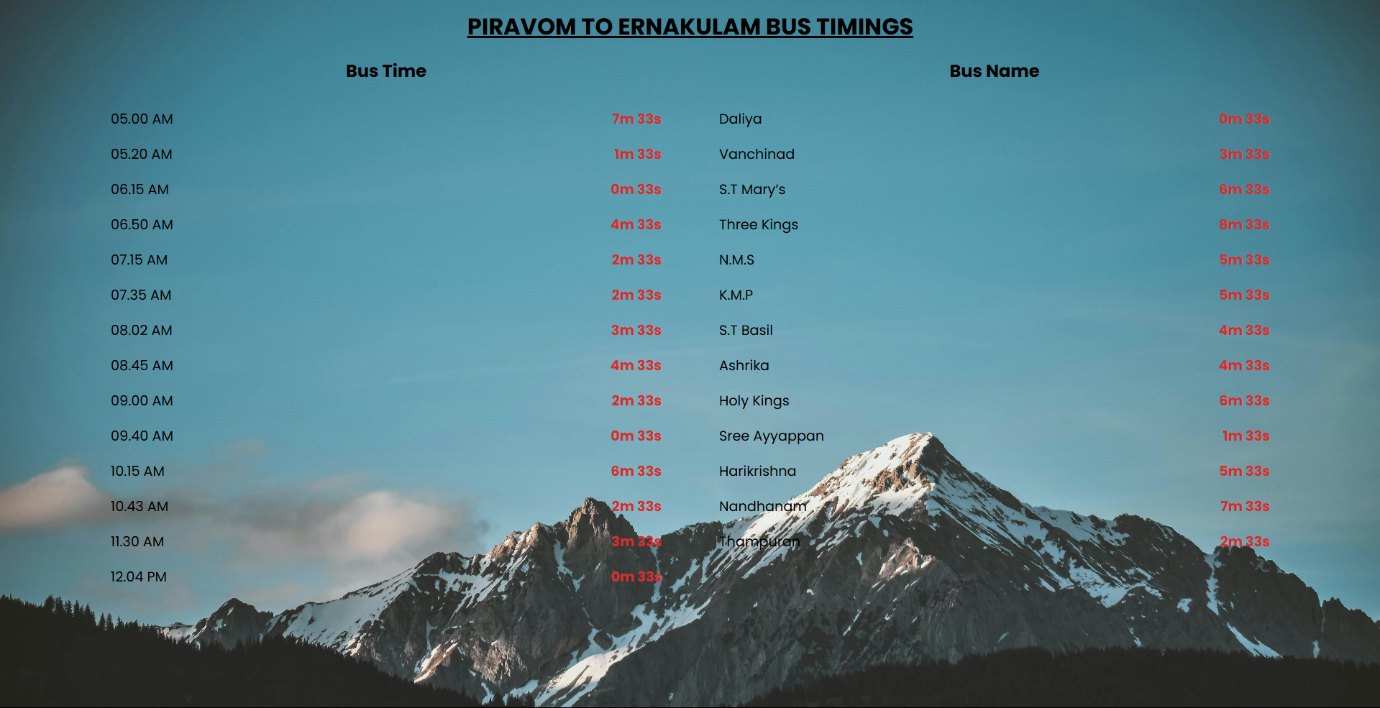 PIRAVOM TO ERNAKULAM BUS TIMINGS
Bus Time Bus Name
05.00 AM 7m 33s Daliya 0m 33s
05.20 AM 1m 33s Vanchinad 3m 33s
06.15 AM 0m 33s S.T Mary's 6m 33s
06.50 AM 4m 33s Three Kings 8m 33s
07.15 AM 2m 33s N.M.S 5m 33s
07.35 AM 2m 33s K.M.P 5m 33s
08.02 AM 3m 33s S.T Basil 4m 33s
08.45 AM 4m 33s Ashrika 4m 33s
09.00 AM 2m 33s Holy Kings 6m 33s
09.40 AM 0m 33s Sree Ayyappan 1m 33s
10.15 AM 6m 33s Harikrishna 5m 33s
10.43 AM 2m 33s Nandhanam 7m 33s
11.30 AM 3m 33s Thampuran 2m 33s
12.04 PM 0m 33s